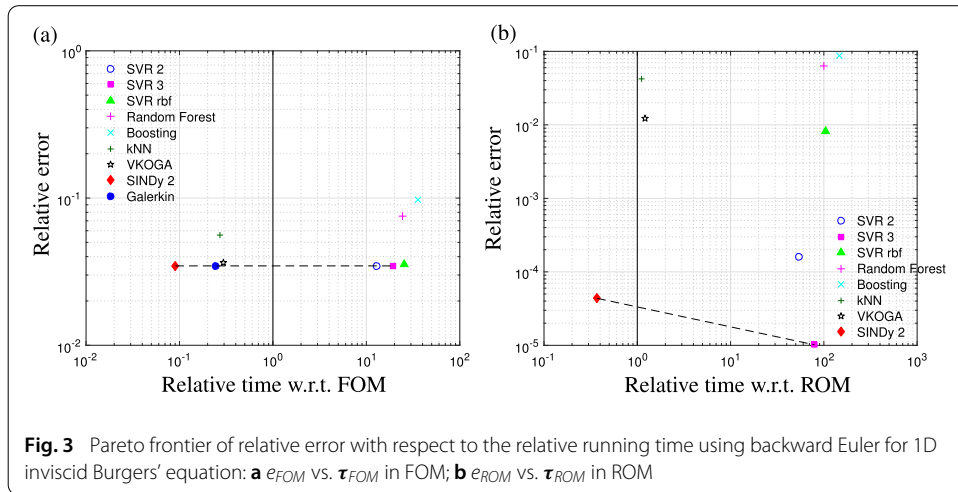 (a)
10^0
10^-1
10^-2
Relative error
SVR 2
SVR 3
SVR rbf
Random Forest
Boosting
kNN
VKOGA
SINDy 2
Galerkin
10^-2 10^-1 10^0 10^1 10^2
Relative time w.r.t. FOM
(b)
10^-1
10^-2
10^-3
10^-4
10^-5
Relative error
SVR 2
SVR 3
SVR rbf
Random Forest
Boosting
kNN
VKOGA
SINDy 2
10^-1 10^0 10^1 10^2 10^3
Relative time w.r.t. ROM
Fig. 3 Pareto frontier of relative error with respect to the relative running time using backward Euler for 1D
inviscid Burgers’ equation: a e_FOM vs. τ_FOM in FOM; b e_ROM vs. τ_ROM in ROM